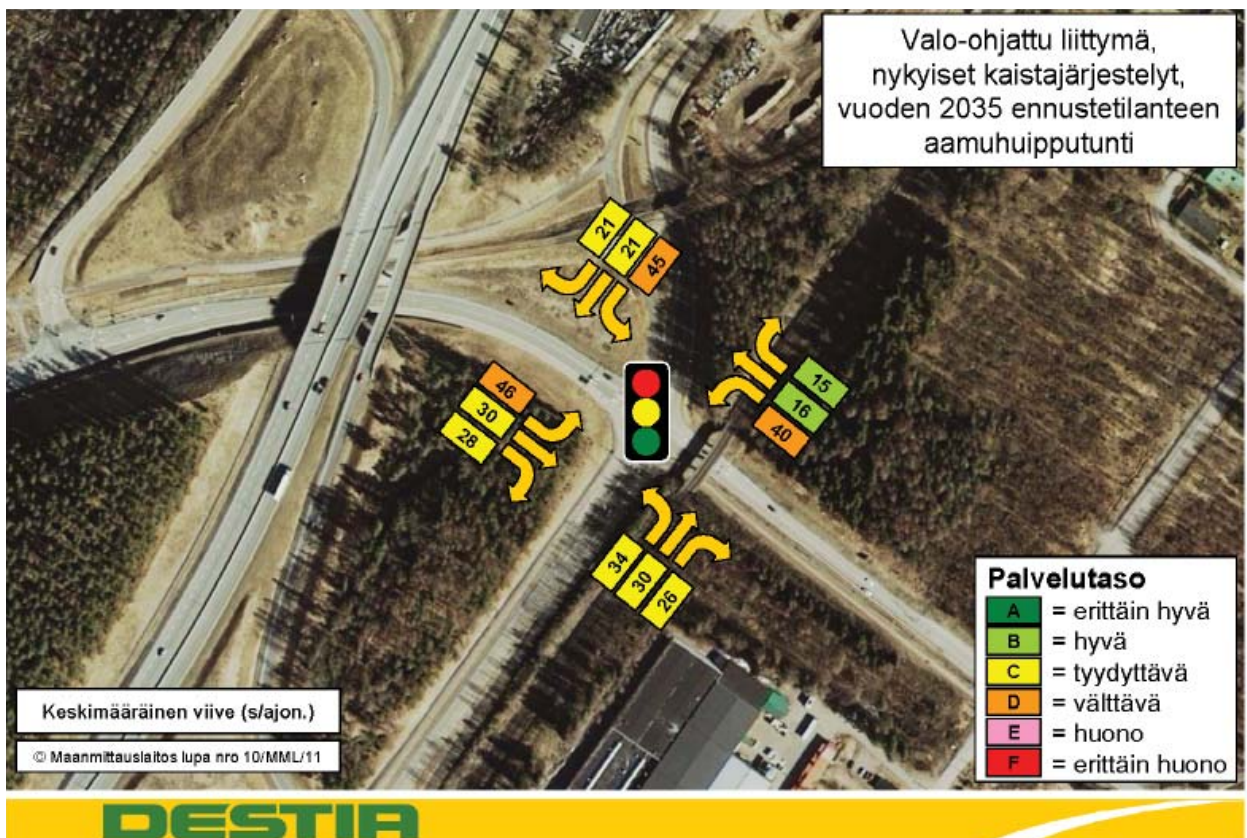 Valo-ohjattu liittymä,
nykyiset kaistajärjestelyt,
vuoden 2035 ennustetilanteen
aamuhuipputunti
21
21
45
46
30
28
15
16
40
34
30
26
Palvelutaso
A = erittäin hyvä
B = hyvä
C = tyydyttävä
D = välttävä
E = huono
F = erittäin huono
Keskimääräinen viive (s/ajon.)
© Maanmittauslaitos lupa nro 10/MML/11
DESTIA